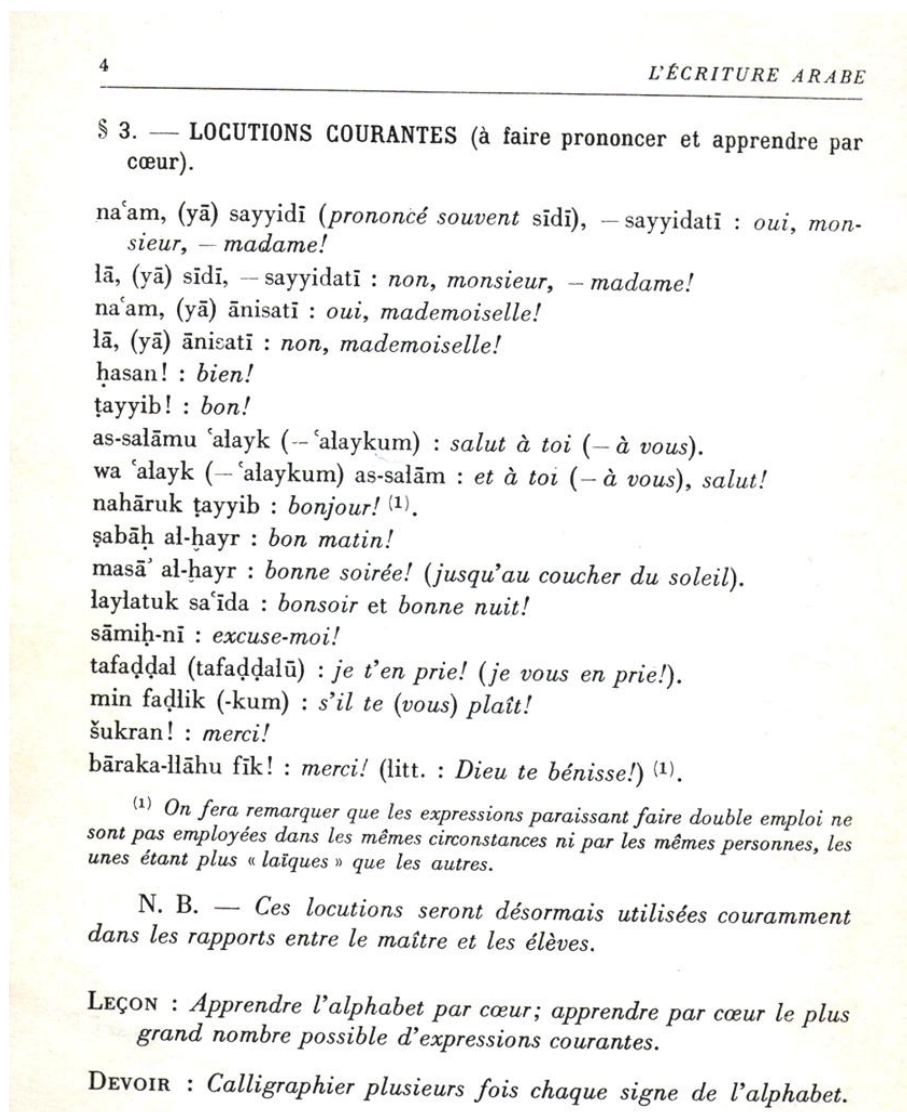 4
L'ÉCRITURE ARABE
§ 3. — LOCUTIONS COURANTES (à faire prononcer et apprendre par
cœur).
naʿam, (yā) sayyidī (prononcé souvent sīdī), — sayyidatī : oui, mon-
sieur, — madame!
lā, (yā) sīdī, — sayyidatī : non, monsieur, — madame!
naʿam, (yā) ānisatī : oui, mademoiselle!
lā, (yā) ānisatī : non, mademoiselle!
ḥasan! : bien!
ṭayyib! : bon!
as-salāmu ʿalayk (— ʿalaykum) : salut à toi (— à vous).
wa ʿalayk (— ʿalaykum) as-salām : et à toi (— à vous), salut!
nahāruk ṭayyib : bonjour! (1).
ṣabāḥ al-ḫayr : bon matin!
masāʾ al-ḫayr : bonne soirée! (jusqu'au coucher du soleil).
laylatuk saʿīda : bonsoir et bonne nuit!
sāmiḥ-nī : excuse-moi!
tafaḍḍal (tafaḍḍalū) : je t'en prie! (je vous en prie!).
min faḍlik (-kum) : s'il te (vous) plaît!
šukran! : merci!
bāraka-llāhu fīk! : merci! (litt. : Dieu te bénisse!) (1).
(1) On fera remarquer que les expressions paraissant faire double emploi ne
sont pas employées dans les mêmes circonstances ni par les mêmes personnes, les
unes étant plus « laïques » que les autres.
N. B. — Ces locutions seront désormais utilisées couramment
dans les rapports entre le maître et les élèves.
LEÇON : Apprendre l'alphabet par cœur; apprendre par cœur le plus
grand nombre possible d'expressions courantes.
DEVOIR : Calligraphier plusieurs fois chaque signe de l'alphabet.